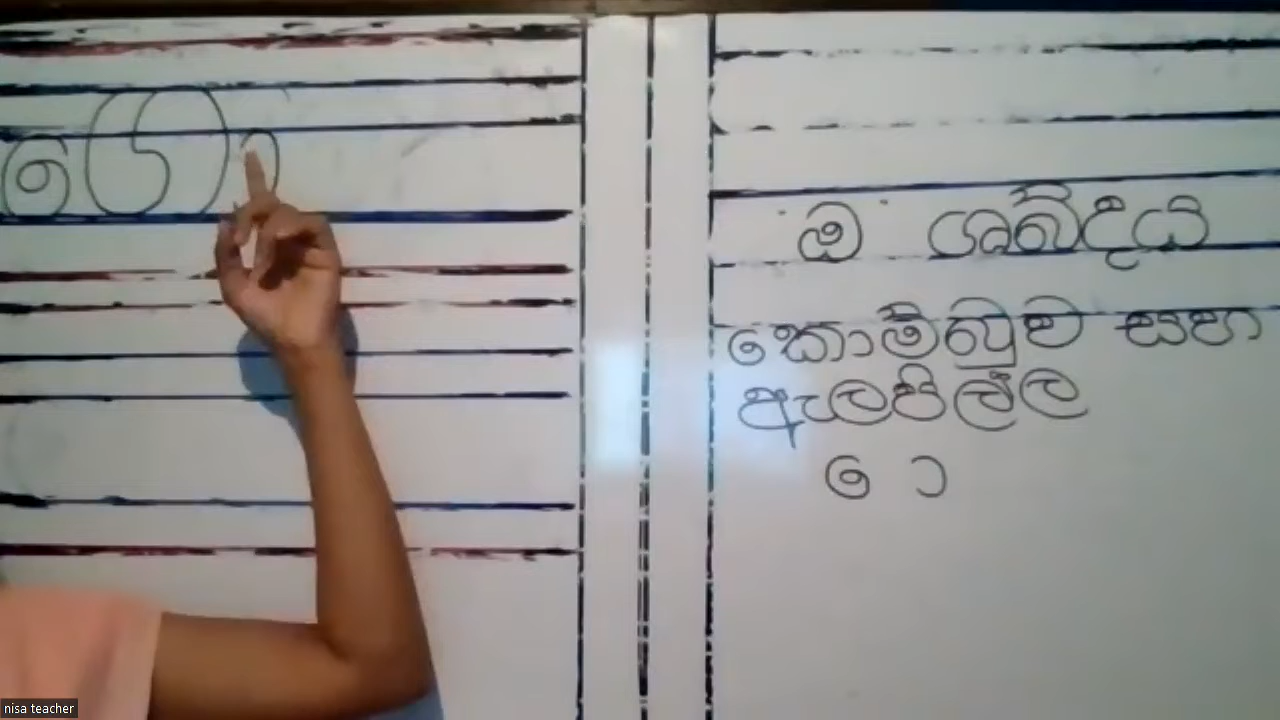 ගො
ඔ ශබ්දය
කොම්බුව සහ
ඇලපිල්ල
ෙ ා
nisa teacher